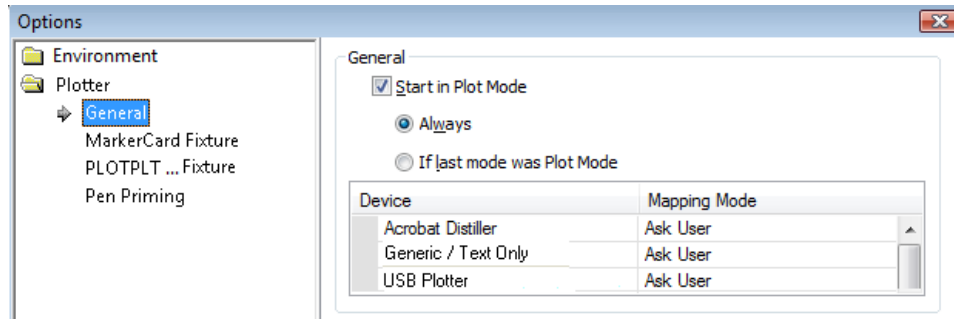 Options
Environment
Plotter
General
MarkerCard Fixture
PLOTPLT ... Fixture
Pen Priming
General
Start in Plot Mode
Always
If last mode was Plot Mode
Device Mapping Mode
Acrobat Distiller Ask User
Generic / Text Only Ask User
USB Plotter Ask User